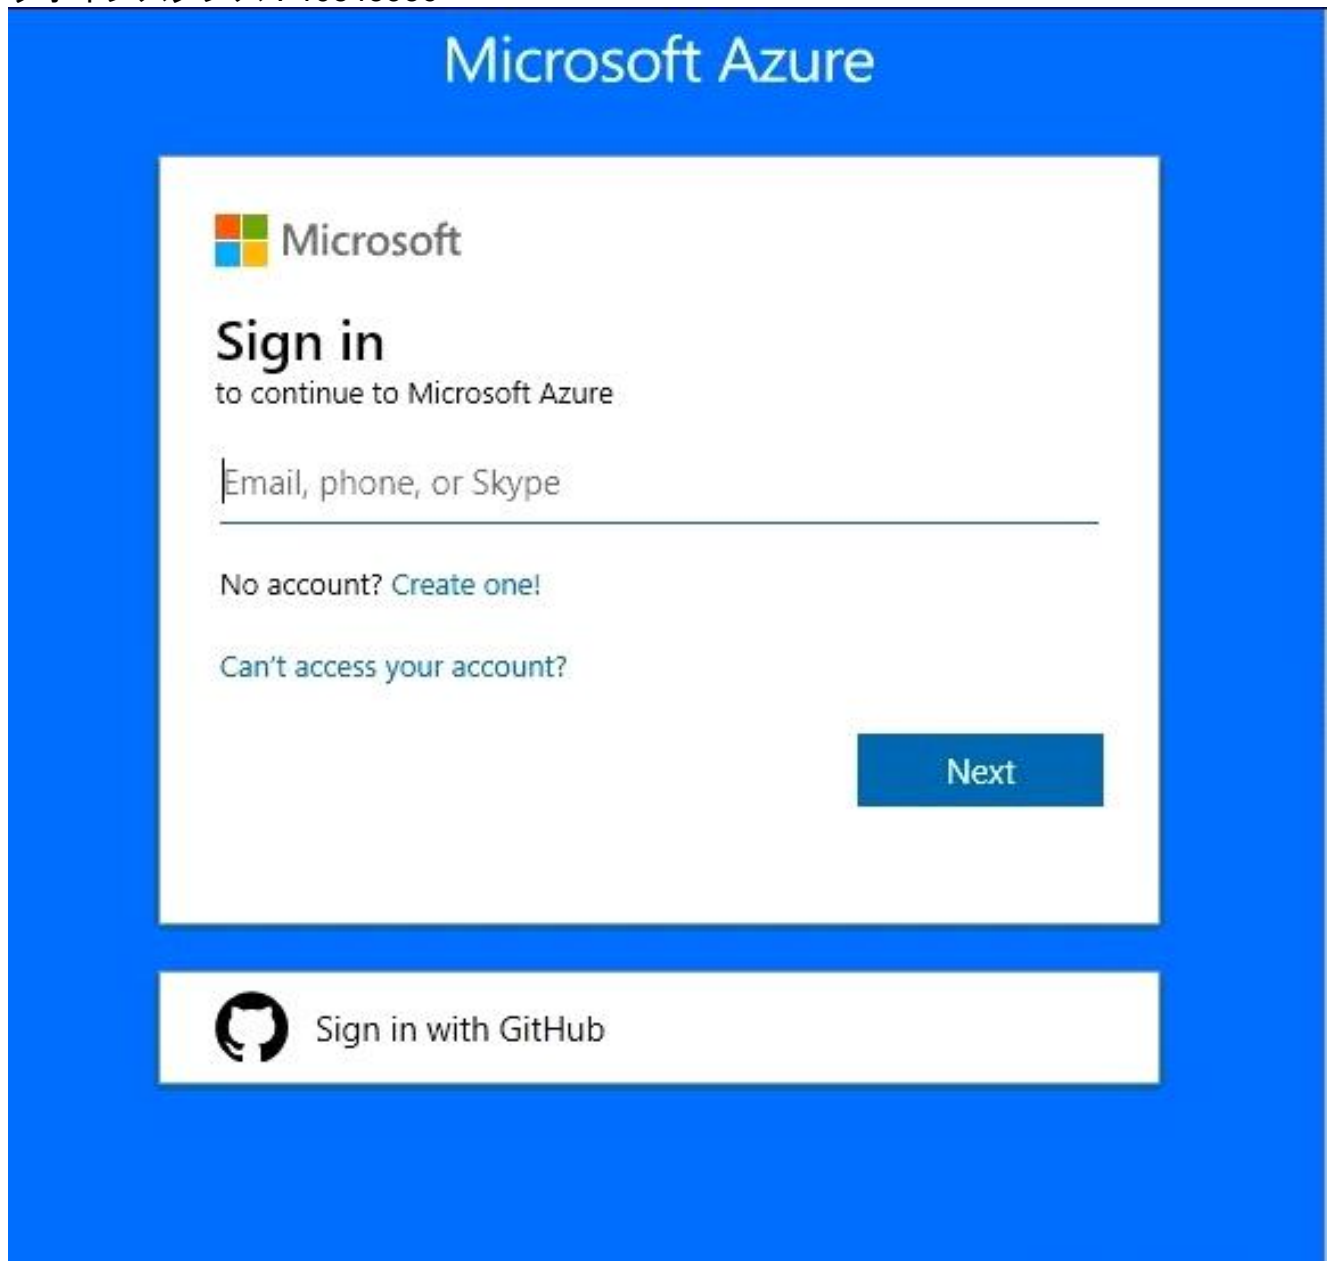 Microsoft Azure
Microsoft
Sign in
to continue to Microsoft Azure
Email, phone, or Skype
No account? Create one!
Can't access your account?
Next
Sign in with GitHub